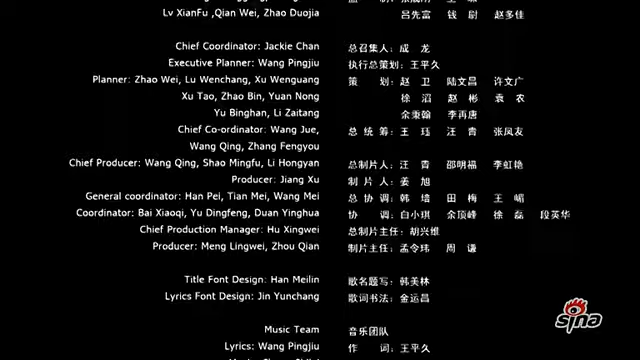 Lv XianFu ,Qian Wei, Zhao Duojia 吕先富 钱 尉 赵多佳
Chief Coordinator: Jackie Chan 总召集人：成 龙
Executive Planner: Wang Pingjiu 执行总策划：王平久
Planner: Zhao Wei, Lu Wenchang, Xu Wenguang 策 划：赵 卫 陆文昌 许文广
Xu Tao, Zhao Bin, Yuan Nong 徐 滔 赵 彬 袁 农
Yu Binghan, Li Zaitang 余秉翰 李再唐
Chief Co-ordinator: Wang Jue, 总 统 筹：王 珏 汪 青 张凤友
Wang Qing, Zhang Fengyou
Chief Producer: Wang Qing, Shao Mingfu, Li Hongyan 总制片人：汪 青 邵明福 李虹艳
Producer: Jiang Xu 制 片 人：姜 旭
General coordinator: Han Pei, Tian Mei, Wang Mei 总 协 调：韩 培 田 梅 王 嵋
Coordinator: Bai Xiaoqi, Yu Dingfeng, Duan Yinghua 协 调：白小琪 余顶峰 徐 磊 段英华
Chief Production Manager: Hu Xingwei 总制片主任：胡兴维
Producer: Meng Lingwei, Zhou Qian 制片主任：孟令玮 周 谦
Title Font Design: Han Meilin 歌名题写：韩美林
Lyrics Font Design: Jin Yunchang 歌词书法：金运昌
Music Team 音乐团队
Lyrics: Wang Pingjiu 作 词：王平久
sina